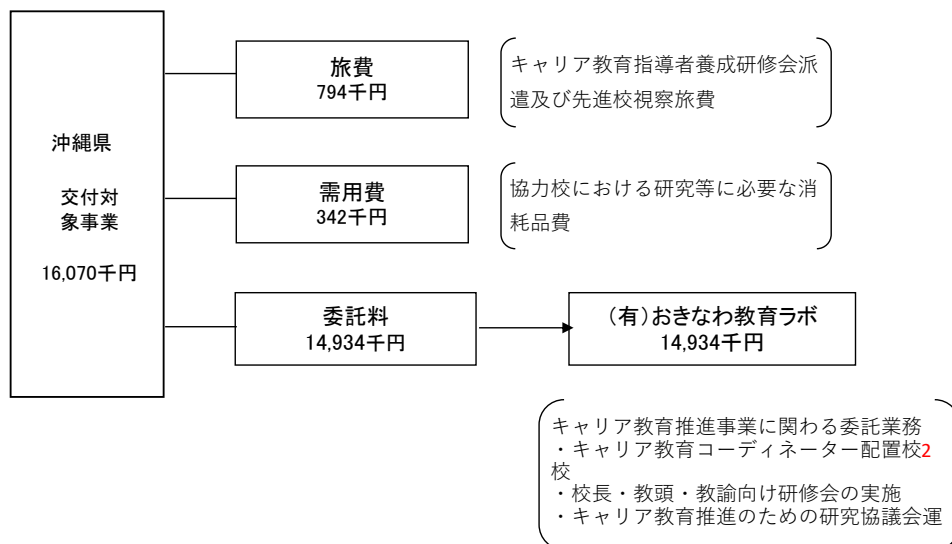 沖縄県
交付対
象事業
16,070千円
旅費
794千円
キャリア教育指導者養成研修会派
遣及び先進校視察旅費
需用費
342千円
協力校における研究等に必要な消
耗品費
委託料
14,934千円
(有)おきなわ教育ラボ
14,934千円
キャリア教育推進事業に関わる委託業務
・キャリア教育コーディネーター配置校2
校
・校長・教頭・教諭向け研修会の実施
・キャリア教育推進のための研究協議会運